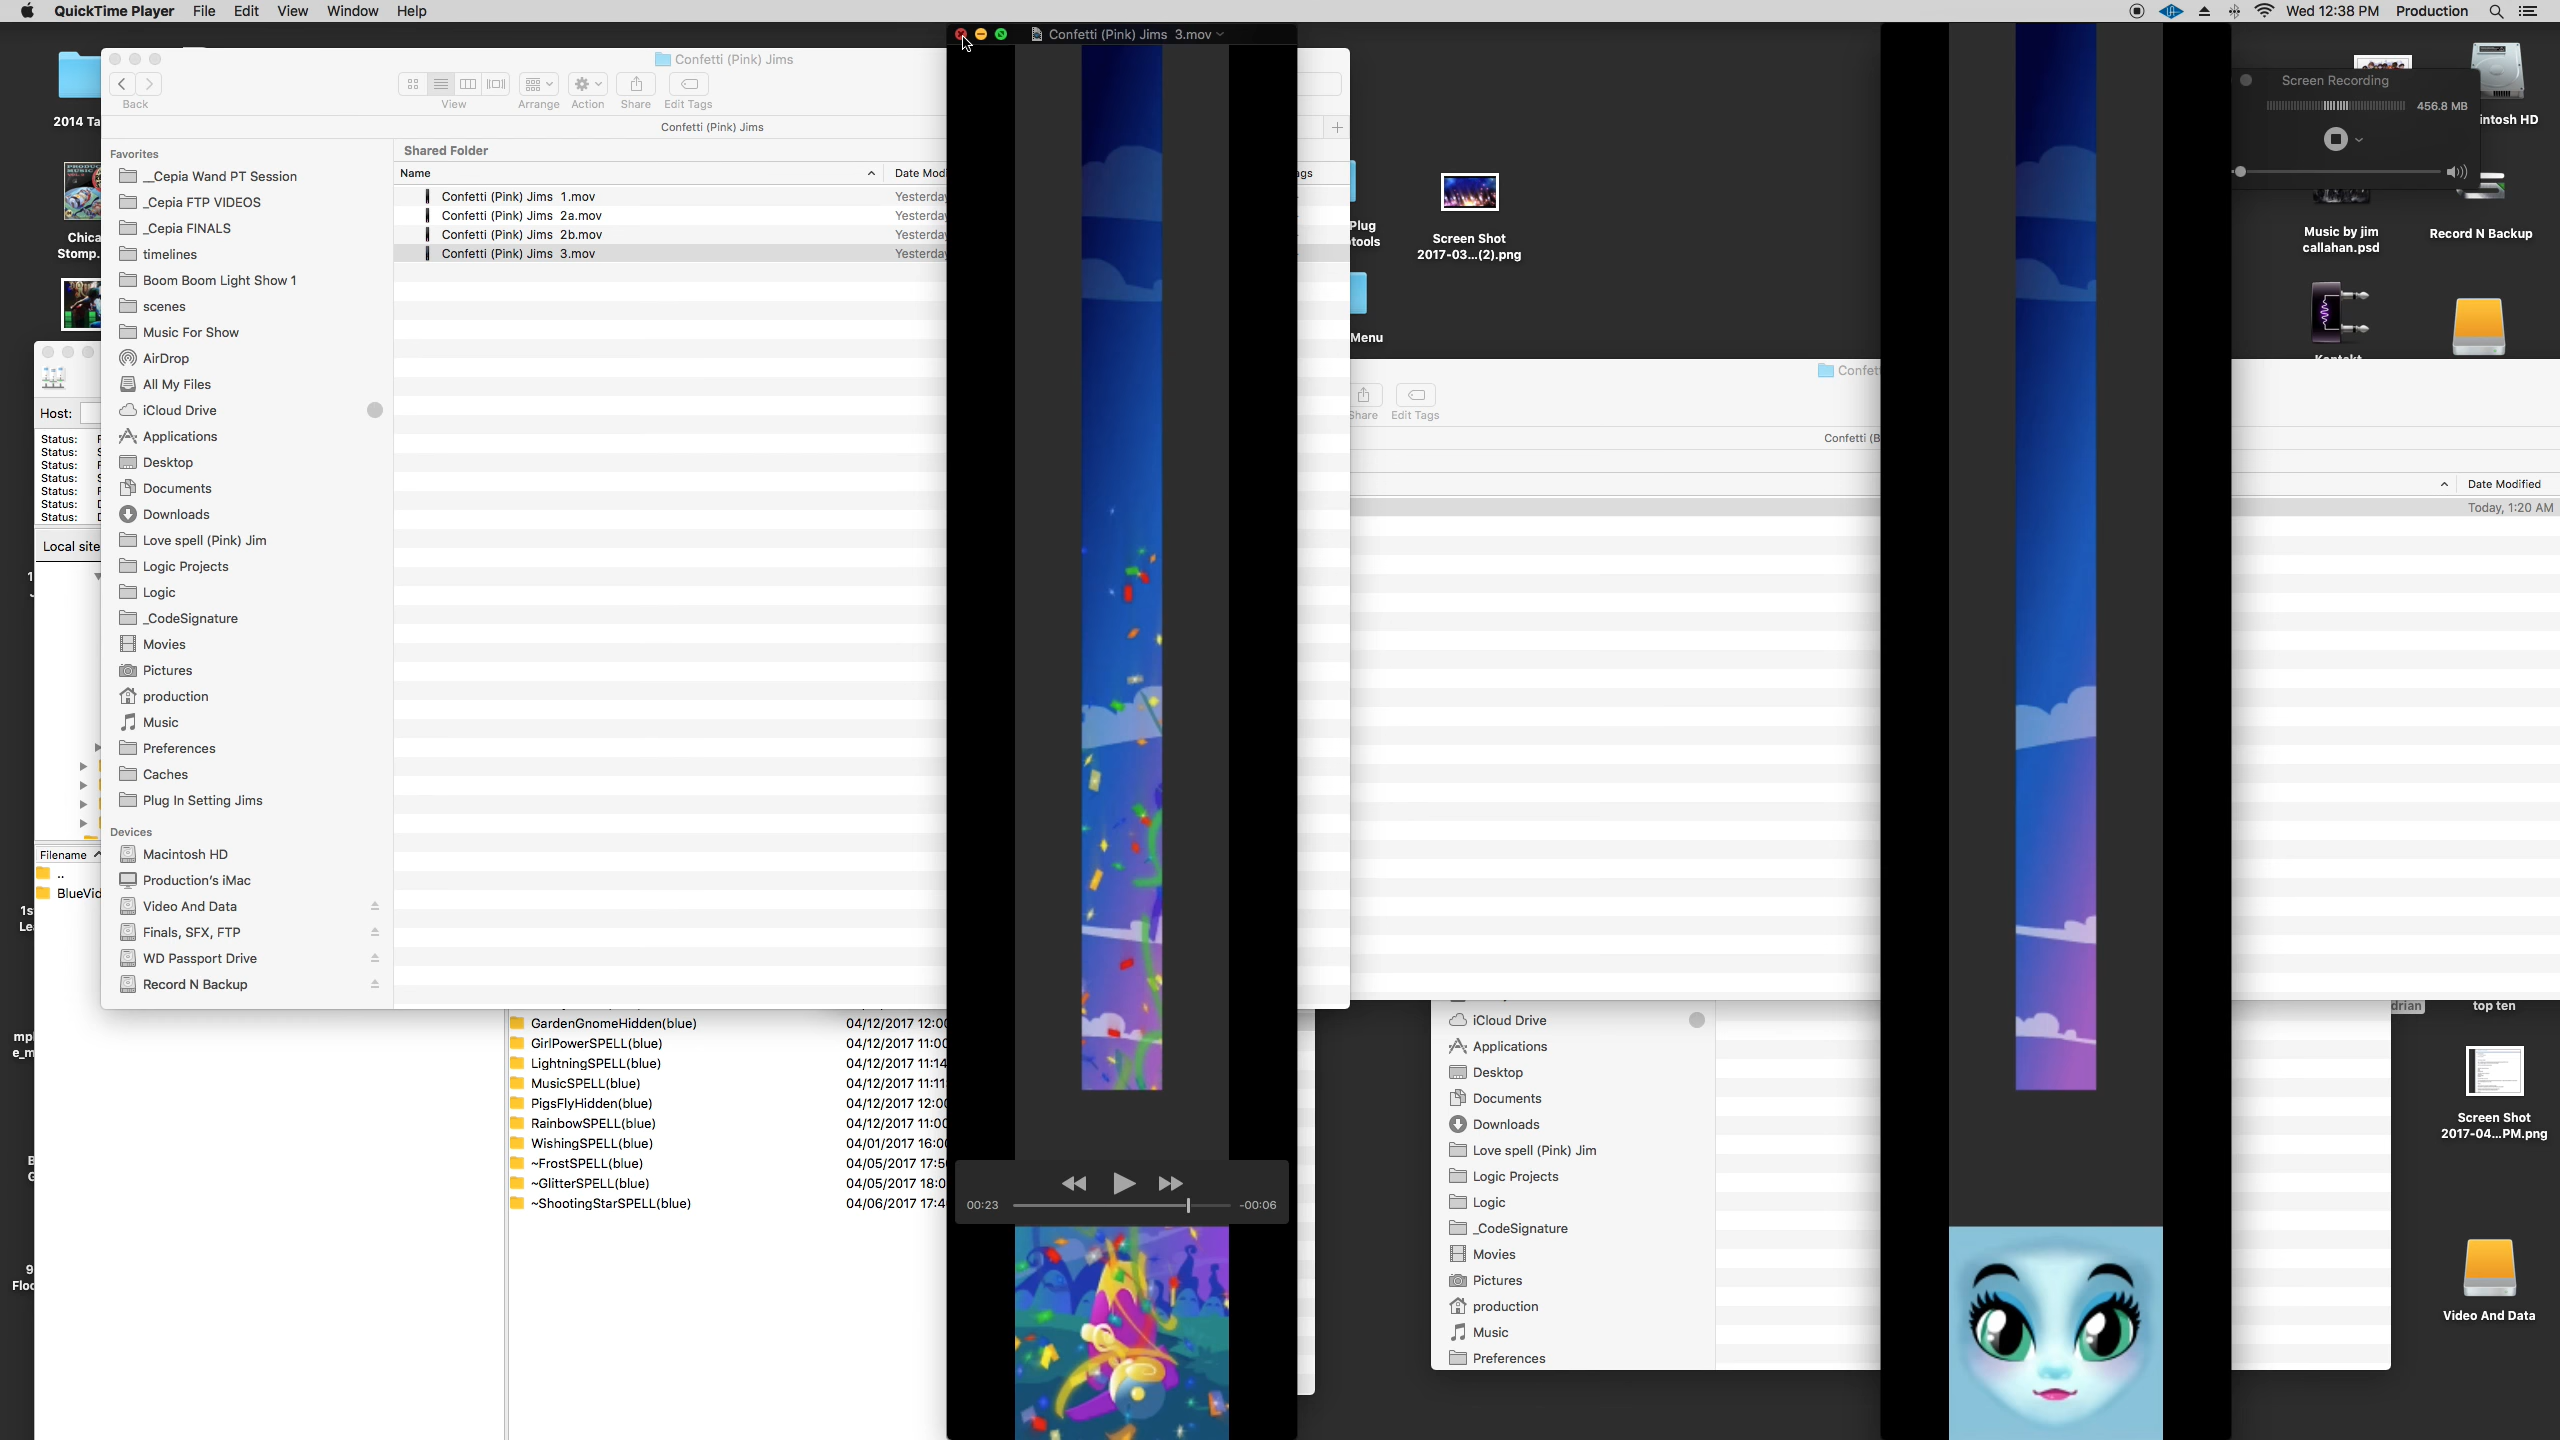 QuickTime Player File Edit View Window Help
Wed 12:38 PM Production
Confetti (Pink) Jims 3.mov
Confetti (Pink) Jims
Back
View
Arrange
Action
Share
Edit Tags
Confetti (Pink) Jims
Favorites
__Cepia Wand PT Session
_Cepia FTP VIDEOS
_Cepia FINALS
timelines
Boom Boom Light Show 1
scenes
Music For Show
AirDrop
All My Files
iCloud Drive
Applications
Desktop
Documents
Downloads
Love spell (Pink) Jim
Logic Projects
Logic
_CodeSignature
Movies
Pictures
production
Music
Preferences
Caches
Plug In Setting Jims
Devices
Macintosh HD
Production's iMac
Video And Data
Finals, SFX, FTP
WD Passport Drive
Record N Backup
Shared Folder
Name
Date Modi
ags
Confetti (Pink) Jims 1.mov
Yesterday
Confetti (Pink) Jims 2a.mov
Yesterday
Confetti (Pink) Jims 2b.mov
Yesterday
Confetti (Pink) Jims 3.mov
Yesterday
2014 Ta
Chica
Stomp.
Host:
Status:
Status:
Status:
Status:
Status:
Status:
Status:
Local site
Filename
..
BlueVid
1s
Le
mpl
e_m
B
G
9
Floo
GardenGnomeHidden(blue) 04/12/2017 12:00
GirlPowerSPELL(blue) 04/12/2017 11:00
LightningSPELL(blue) 04/12/2017 11:14
MusicSPELL(blue) 04/12/2017 11:11
PigsFlyHidden(blue) 04/12/2017 12:00
RainbowSPELL(blue) 04/12/2017 11:00
WishingSPELL(blue) 04/01/2017 16:00
~FrostSPELL(blue) 04/05/2017 17:5
~GlitterSPELL(blue) 04/05/2017 18:0
~ShootingStarSPELL(blue) 04/06/2017 17:4
00:23
-00:06
Plug
tools
Menu
Screen Shot
2017-03...(2).png
Confet
Share
Edit Tags
Confetti (B
Date Modified
Today, 1:20 AM
Screen Recording
456.8 MB
intosh HD
Music by jim
callahan.psd
Record N Backup
iCloud Drive
Applications
Desktop
Documents
Downloads
Love spell (Pink) Jim
Logic Projects
Logic
_CodeSignature
Movies
Pictures
production
Music
Preferences
drian
top ten
Screen Shot
2017-04...PM.png
Video And Data